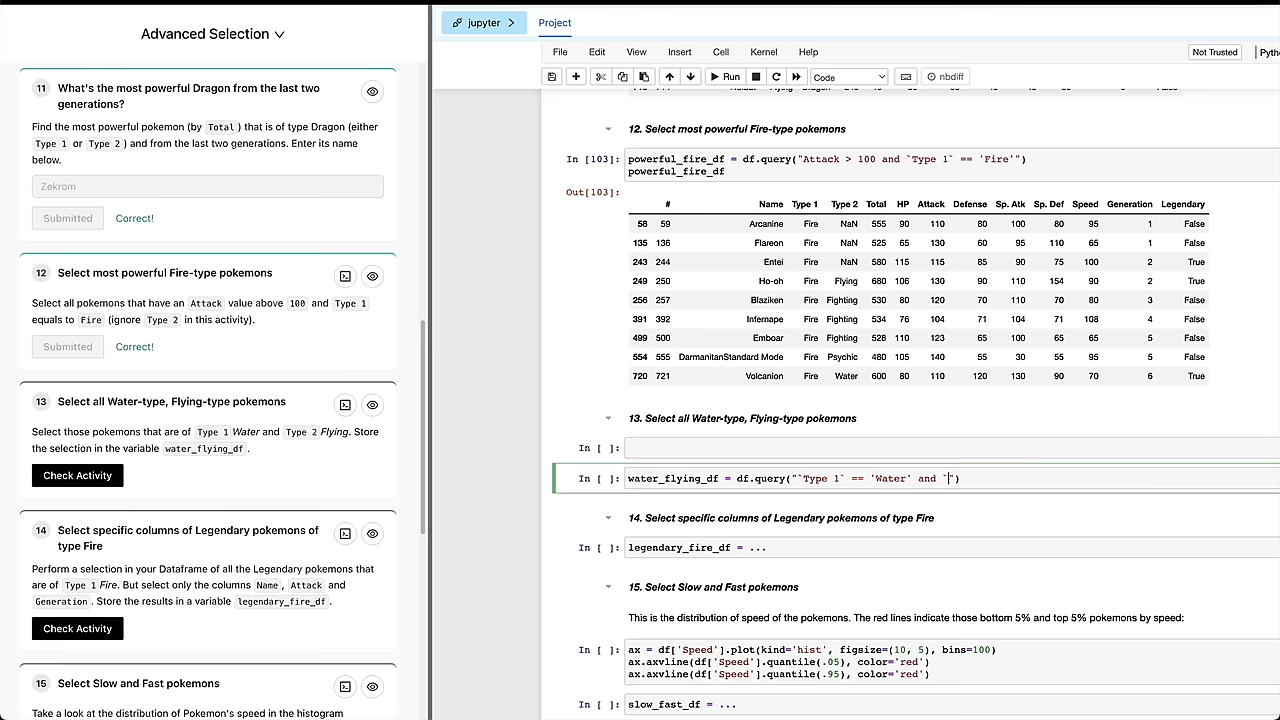 Advanced Selection
11
What's the most powerful Dragon from the last two
generations?
Find the most powerful pokemon (by Total) that is of type Dragon (either
Type 1 or Type 2) and from the last two generations. Enter its name
below.
Zekrom
Submitted
Correct!
12
Select most powerful Fire-type pokemons
Select all pokemons that have an Attack value above 100 and Type 1
equals to Fire (ignore Type 2 in this activity).
Submitted
Correct!
13
Select all Water-type, Flying-type pokemons
Select those pokemons that are of Type 1 Water and Type 2 Flying. Store
the selection in the variable water_flying_df.
Check Activity
14
Select specific columns of Legendary pokemons of
type Fire
Perform a selection in your Dataframe of all the Legendary pokemons that
are of Type 1 Fire. But select only the columns Name, Attack and
Generation. Store the results in a variable legendary_fire_df.
Check Activity
15
Select Slow and Fast pokemons
Take a look at the distribution of Pokemon's speed in the histogram
jupyter
Project
File Edit View Insert Cell Kernel Help
Not Trusted
Pyth
Run
Code
nbdiff
12. Select most powerful Fire-type pokemons
In [103]: powerful_fire_df = df.query("Attack > 100 and `Type 1` == 'Fire'")
powerful_fire_df
Out[103]:
# Name Type 1 Type 2 Total HP Attack Defense Sp. Atk Sp. Def Speed Generation Legendary
58 59 Arcanine Fire NaN 555 90 110 80 100 80 95 1 False
135 136 Flareon Fire NaN 525 65 130 60 95 110 65 1 False
243 244 Entei Fire NaN 580 115 115 85 90 75 100 2 True
249 250 Ho-oh Fire Flying 680 106 130 90 110 154 90 2 True
256 257 Blaziken Fire Fighting 530 80 120 70 110 70 80 3 False
391 392 Infernape Fire Fighting 534 76 104 71 104 71 108 4 False
499 500 Emboar Fire Fighting 528 110 123 65 100 65 65 5 False
554 555 DarmanitanStandard Mode Fire Psychic 480 105 140 55 30 55 95 5 False
720 721 Volcanion Fire Water 600 80 110 120 130 90 70 6 True
13. Select all Water-type, Flying-type pokemons
In [ ]:
In [ ]: water_flying_df = df.query("`Type 1` == 'Water' and `")
14. Select specific columns of Legendary pokemons of type Fire
In [ ]: legendary_fire_df = ...
15. Select Slow and Fast pokemons
This is the distribution of speed of the pokemons. The red lines indicate those bottom 5% and top 5% pokemons by speed:
In [ ]: ax = df['Speed'].plot(kind='hist', figsize=(10, 5), bins=100)
ax.axvline(df['Speed'].quantile(.05), color='red')
ax.axvline(df['Speed'].quantile(.95), color='red')
In [ ]: slow_fast_df = ...